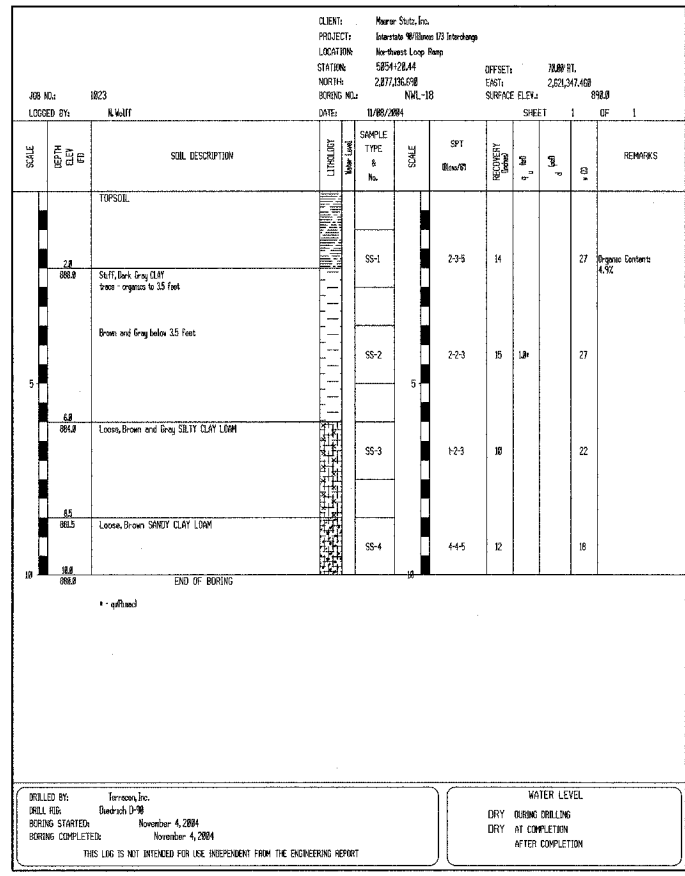 CLIENT: Maurer Stutz, Inc.
PROJECT: Interstate 90/Illinois 173 Interchange
LOCATION: Northwest Loop Ramp
STATION: 5054+20.44 OFFSET: 70.00' RT.
NORTH: 2,077,136.690 EAST: 2,621,347.460
JOB NO.: 1023 BORING NO.: NWL-18 SURFACE ELEV.: 890.0
LOGGED BY: N. Wolff DATE: 11/08/2004 SHEET 1 OF 1
SCALE DEPTH ELEV (FT) SOIL DESCRIPTION LITHOLOGY Water Level SAMPLE TYPE & No. SCALE SPT (Blows/6") RECOVERY (inches) q u (tsf) d (pcf) w (%) REMARKS
TOPSOIL
2.0 SS-1 2-3-5 14 27 Organic Content:
888.0 Stiff, Dark Gray CLAY 4.9%
trace - organics to 3.5 feet
Brown and Gray below 3.5 feet
SS-2 2-2-3 15 1.0* 27
5 5
6.0
884.0 Loose, Brown and Gray SILTY CLAY LOAM
SS-3 1-2-3 10 22
8.5
881.5 Loose, Brown SANDY CLAY LOAM
SS-4 4-4-5 12 18
10 10.0 10
880.0 END OF BORING
* - qu(Rimac)
DRILLED BY: Terracon, Inc.
DRILL RIG: Diedrich D-90
BORING STARTED: November 4, 2004
BORING COMPLETED: November 4, 2004
THIS LOG IS NOT INTENDED FOR USE INDEPENDENT FROM THE ENGINEERING REPORT
WATER LEVEL
DRY DURING DRILLING
DRY AT COMPLETION
AFTER COMPLETION